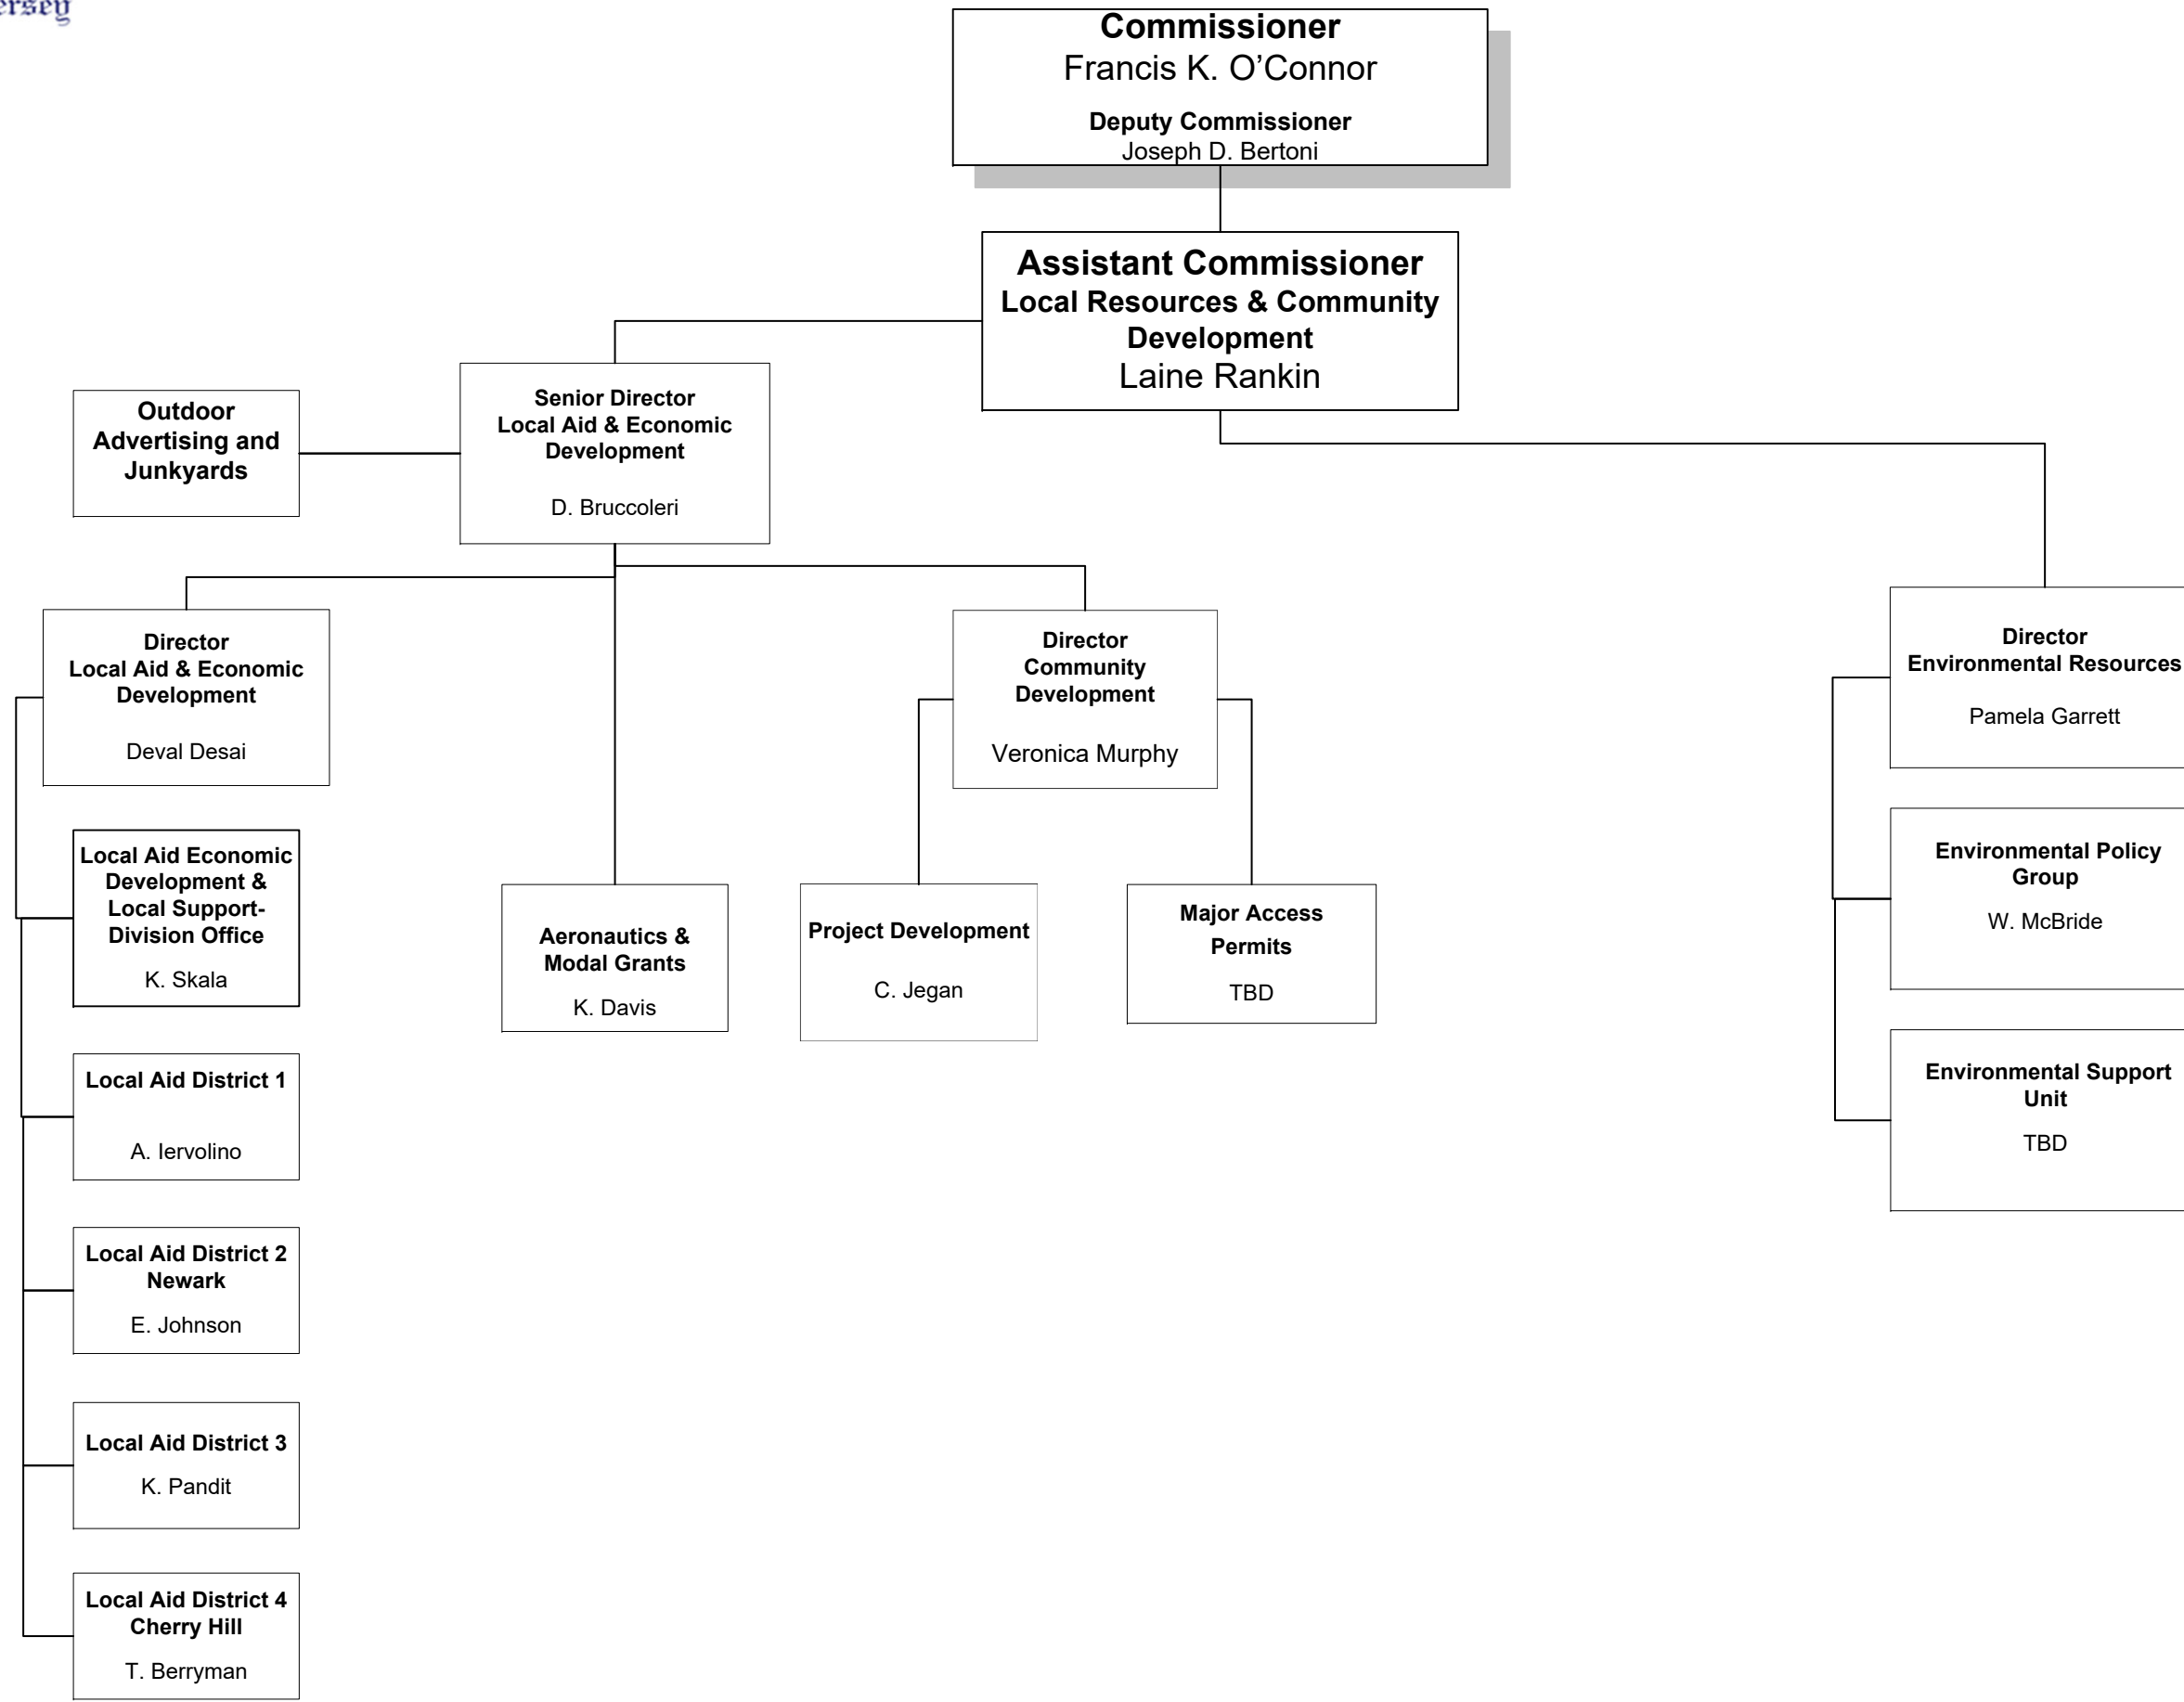 Commissioner
Francis K. O’Connor
Deputy Commissioner
Joseph D. Bertoni
Assistant Commissioner
Local Resources & Community
Development
Laine Rankin
Senior Director
Local Aid & Economic
Development
D. Bruccoleri
Outdoor
Advertising and
Junkyards
Director
Local Aid & Economic
Development
Deval Desai
Director
Community
Development
Veronica Murphy
Director
Environmental Resources
Pamela Garrett
Local Aid Economic
Development &
Local Support-
Division Office
K. Skala
Aeronautics &
Modal Grants
K. Davis
Project Development
C. Jegan
Major Access
Permits
TBD
Environmental Policy
Group
W. McBride
Environmental Support
Unit
TBD
Local Aid District 1
A. Iervolino
Local Aid District 2
Newark
E. Johnson
Local Aid District 3
K. Pandit
Local Aid District 4
Cherry Hill
T. Berryman